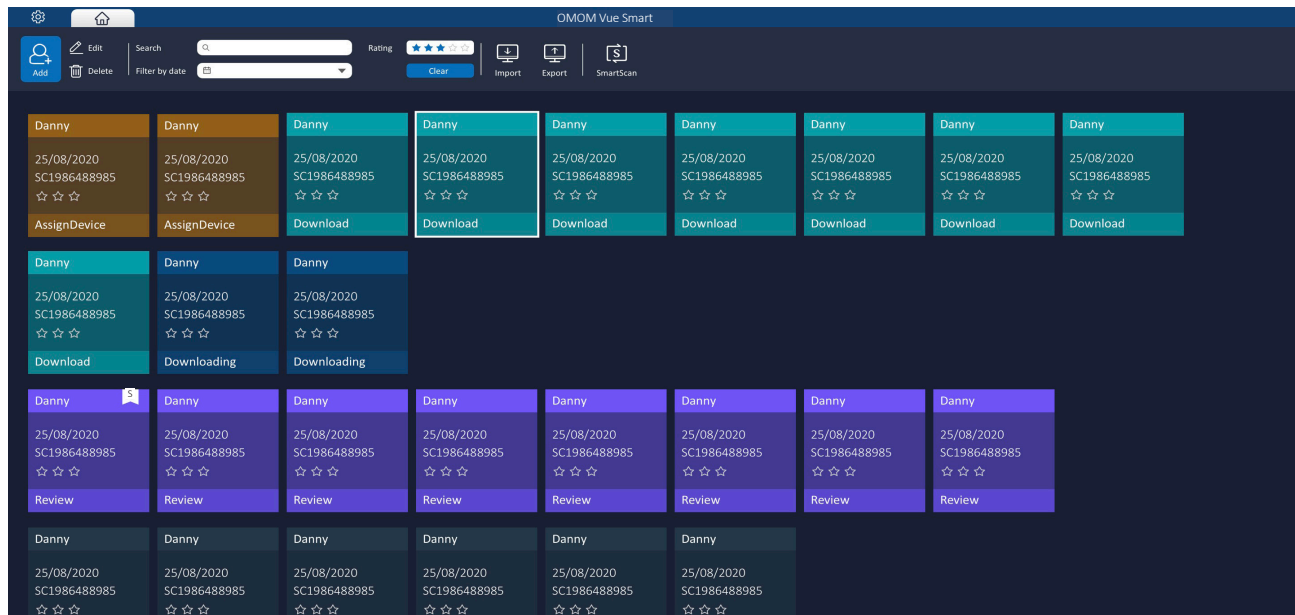 OMOM Vue Smart
Add
Edit
Delete
Search
Filter by date
Rating
Clear
Import
Export
S
SmartScan
Danny Danny Danny Danny Danny Danny Danny Danny Danny
25/08/2020 25/08/2020 25/08/2020 25/08/2020 25/08/2020 25/08/2020 25/08/2020 25/08/2020 25/08/2020
SC1986488985 SC1986488985 SC1986488985 SC1986488985 SC1986488985 SC1986488985 SC1986488985 SC1986488985 SC1986488985
AssignDevice AssignDevice Download Download Download Download Download Download Download
Danny Danny Danny
25/08/2020 25/08/2020 25/08/2020
SC1986488985 SC1986488985 SC1986488985
Download Downloading Downloading
Danny S Danny Danny Danny Danny Danny Danny Danny
25/08/2020 25/08/2020 25/08/2020 25/08/2020 25/08/2020 25/08/2020 25/08/2020 25/08/2020
SC1986488985 SC1986488985 SC1986488985 SC1986488985 SC1986488985 SC1986488985 SC1986488985 SC1986488985
Review Review Review Review Review Review Review Review
Danny Danny Danny Danny Danny Danny
25/08/2020 25/08/2020 25/08/2020 25/08/2020 25/08/2020 25/08/2020
SC1986488985 SC1986488985 SC1986488985 SC1986488985 SC1986488985 SC1986488985